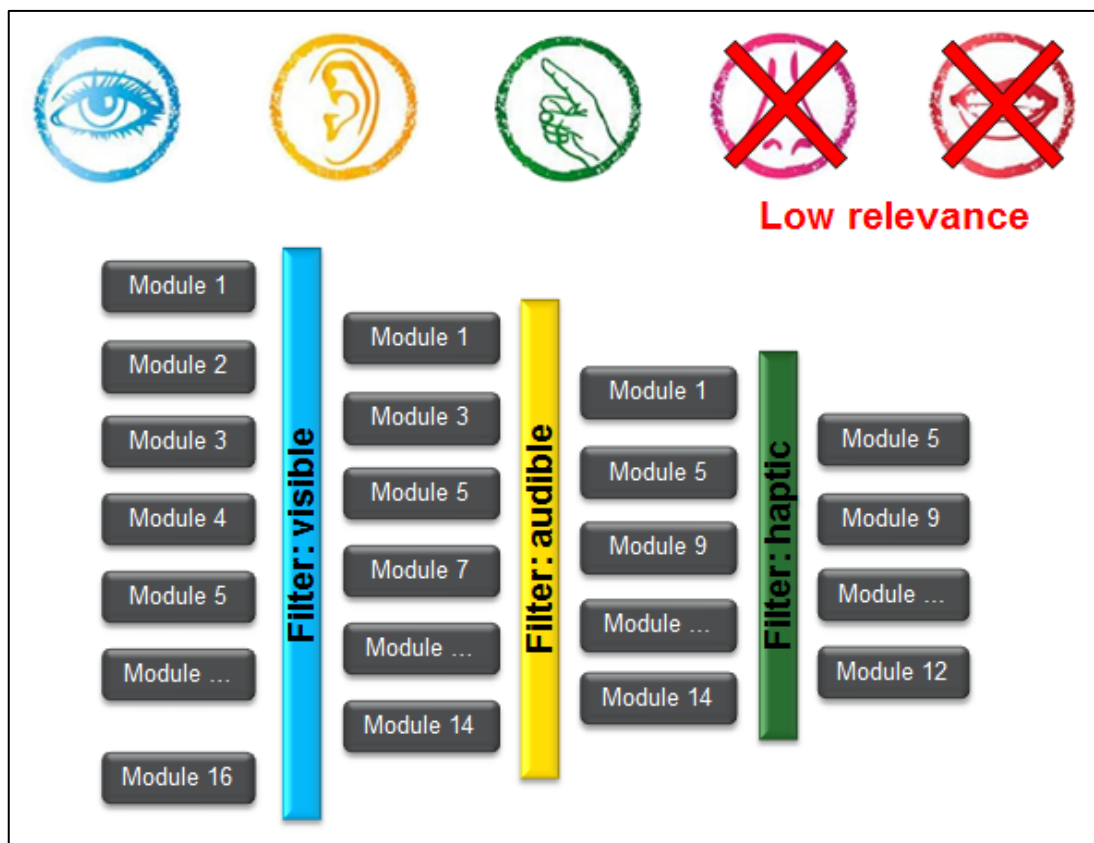 Low relevance
Module 1
Module 2
Module 3
Module 4
Module 5
Module ...
Module 16
Filter: visible
Module 1
Module 3
Module 5
Module 7
Module ...
Module 14
Filter: audible
Module 1
Module 5
Module 9
Module ...
Module 14
Filter: haptic
Module 5
Module 9
Module ...
Module 12